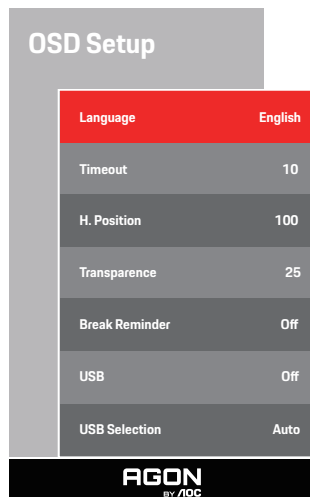 OSD Setup
Language English
Timeout 10
H. Position 100
Transparence 25
Break Reminder Off
USB Off
USB Selection Auto
AGON
BY AOC